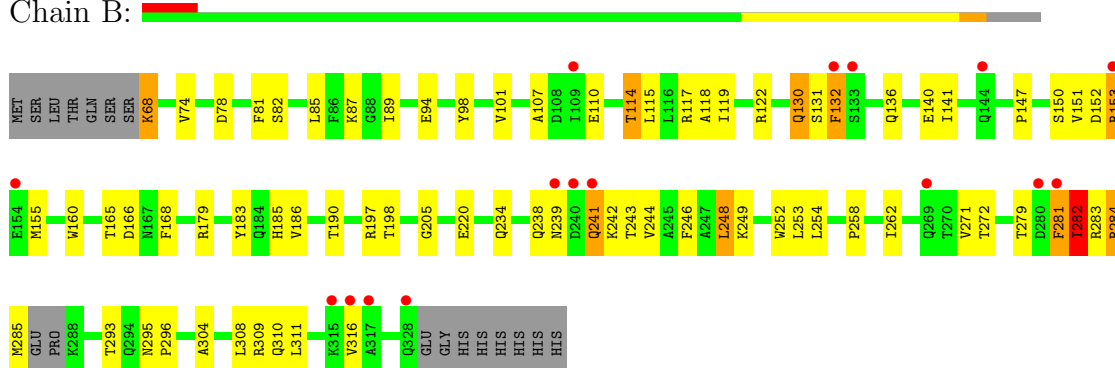 Chain B:
MET SER LEU THR GLN SER SER K68 V74 D78 F81 S82 L85 F86 K87 G88 I89 E94 Y98 V101 A107 D108 I109 E110 T114 L115 L116 R117 A118 I119 R122 Q130 S131 F132 S133 Q136 E140 I141 Q144 P147 S150 V151 D152 R153
E154 M155 W160 T165 D166 N167 F168 R179 Y183 Q184 H185 V186 T190 R197 T198 G205 E220 Q234 Q238 N239 D240 Q241 K242 T243 V244 A245 F246 A247 L248 K249 W252 L253 L254 P258 I262 Q269 T270 V271 T272 T279 D280 F281 I282 R283 R284
M285 GLU PRO K288 T293 Q294 N295 P296 A304 L308 R309 Q310 L311 K315 V316 A317 Q328 GLU GLY HIS HIS HIS HIS HIS HIS